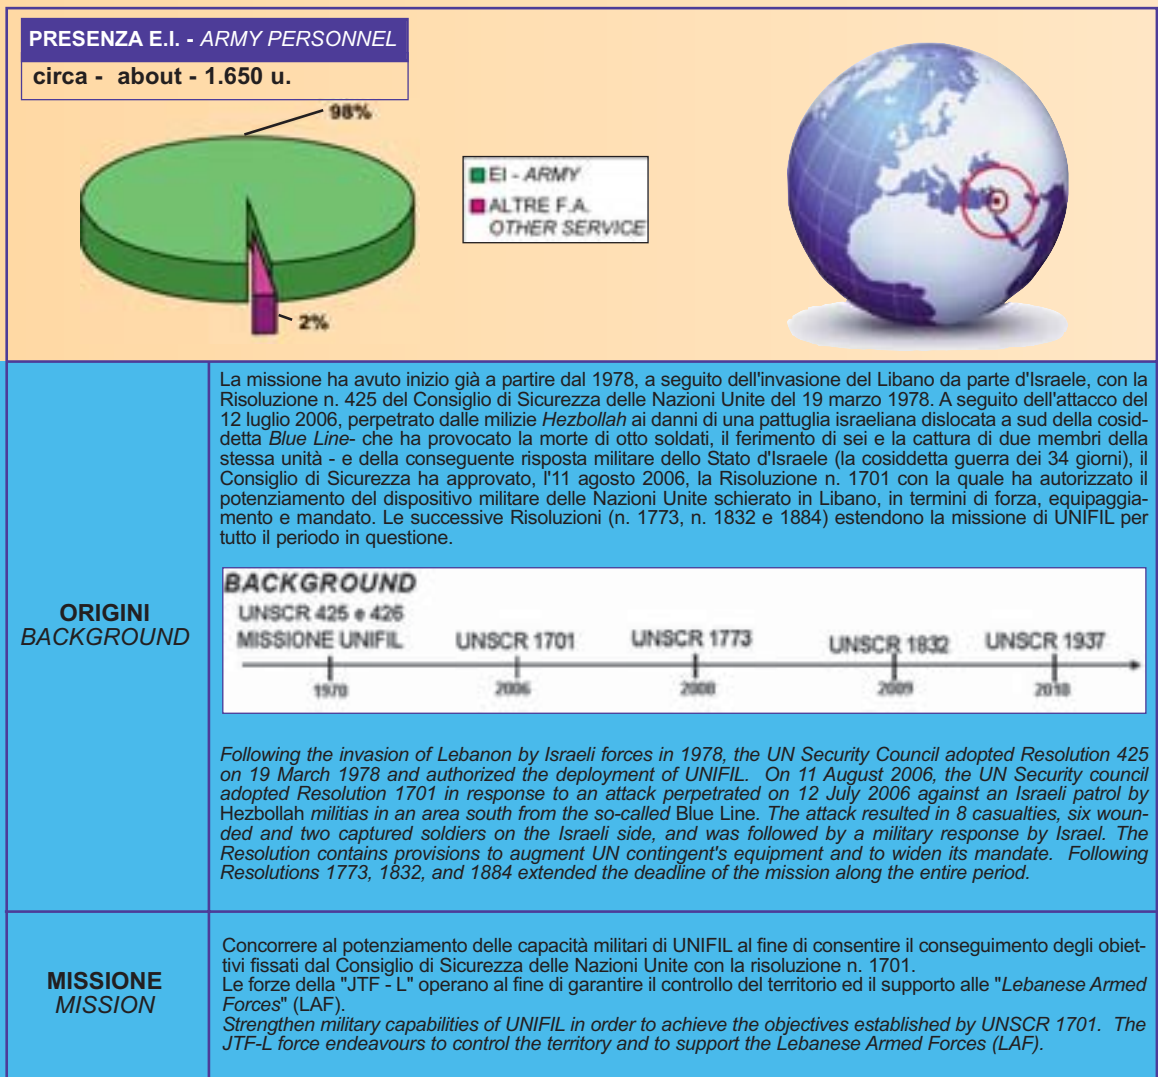 PRESENZA E.I. - ARMY PERSONNEL
circa - about - 1.650 u.
98%
EI - ARMY
ALTRE F.A.
OTHER SERVICE
2%
ORIGINI
BACKGROUND
La missione ha avuto inizio già a partire dal 1978, a seguito dell'invasione del Libano da parte d'Israele, con la
Risoluzione n. 425 del Consiglio di Sicurezza delle Nazioni Unite del 19 marzo 1978. A seguito dell'attacco del
12 luglio 2006, perpetrato dalle milizie Hezbollah ai danni di una pattuglia israeliana dislocata a sud della cosid-
detta Blue Line- che ha provocato la morte di otto soldati, il ferimento di sei e la cattura di due membri della
stessa unità - e della conseguente risposta militare dello Stato d'Israele (la cosiddetta guerra dei 34 giorni), il
Consiglio di Sicurezza ha approvato, l'11 agosto 2006, la Risoluzione n. 1701 con la quale ha autorizzato il
potenziamento del dispositivo militare delle Nazioni Unite schierato in Libano, in termini di forza, equipaggia-
mento e mandato. Le successive Risoluzioni (n. 1773, n. 1832 e 1884) estendono la missione di UNIFIL per
tutto il periodo in questione.
BACKGROUND
UNSCR 425 e 426
MISSIONE UNIFIL UNSCR 1701 UNSCR 1773 UNSCR 1832 UNSCR 1937
2006 2009 2010
Following the invasion of Lebanon by Israeli forces in 1978, the UN Security Council adopted Resolution 425
on 19 March 1978 and authorized the deployment of UNIFIL. On 11 August 2006, the UN Security council
adopted Resolution 1701 in response to an attack perpetrated on 12 July 2006 against an Israeli patrol by
Hezbollah militias in an area south from the so-called Blue Line. The attack resulted in 8 casualties, six woun-
ded and two captured soldiers on the Israeli side, and was followed by a military response by Israel. The
Resolution contains provisions to augment UN contingent's equipment and to widen its mandate. Following
Resolutions 1773, 1832, and 1884 extended the deadline of the mission along the entire period.
MISSIONE
MISSION
Concorrere al potenziamento delle capacità militari di UNIFIL al fine di consentire il conseguimento degli obiet-
tivi fissati dal Consiglio di Sicurezza delle Nazioni Unite con la risoluzione n. 1701.
Le forze della "JTF - L" operano al fine di garantire il controllo del territorio ed il supporto alle "Lebanese Armed
Forces" (LAF).
Strengthen military capabilities of UNIFIL in order to achieve the objectives established by UNSCR 1701. The
JTF-L force endeavours to control the territory and to support the Lebanese Armed Forces (LAF).